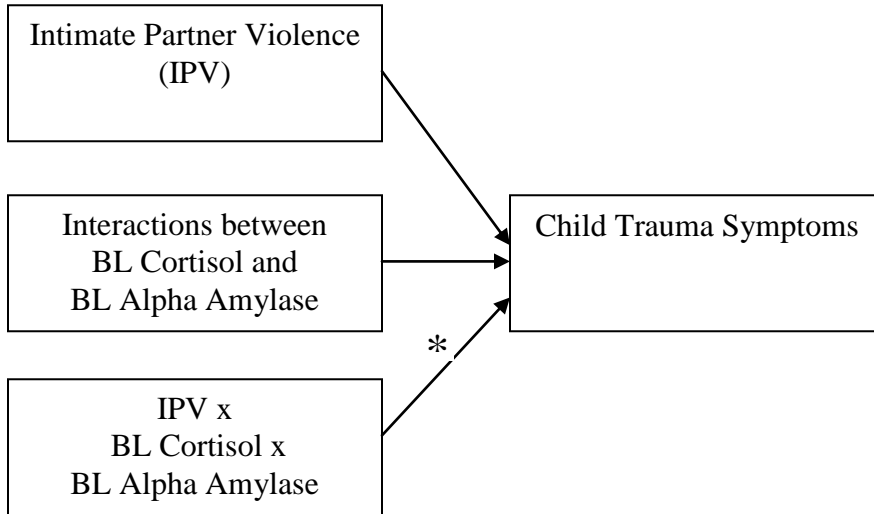 Intimate Partner Violence
(IPV)
Interactions between
BL Cortisol and
BL Alpha Amylase
Child Trauma Symptoms
*
IPV x
BL Cortisol x
BL Alpha Amylase